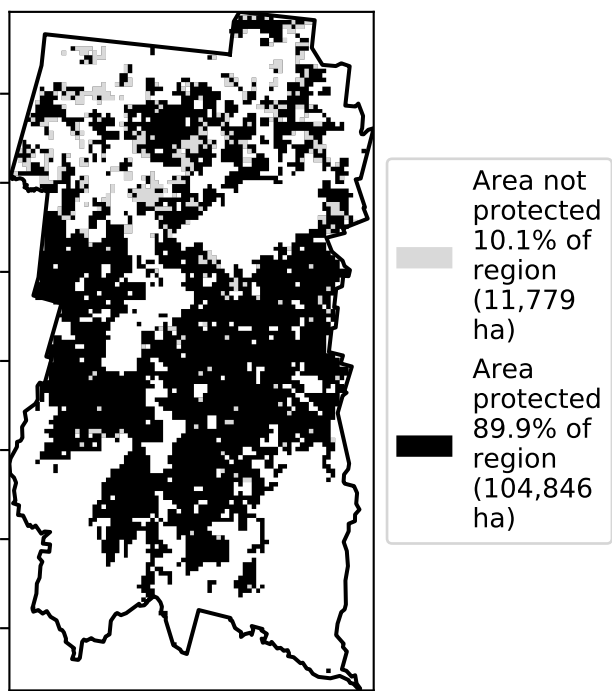 Area not
protected
10.1% of
region
(11,779
ha)
Area
protected
89.9% of
region
(104,846
ha)